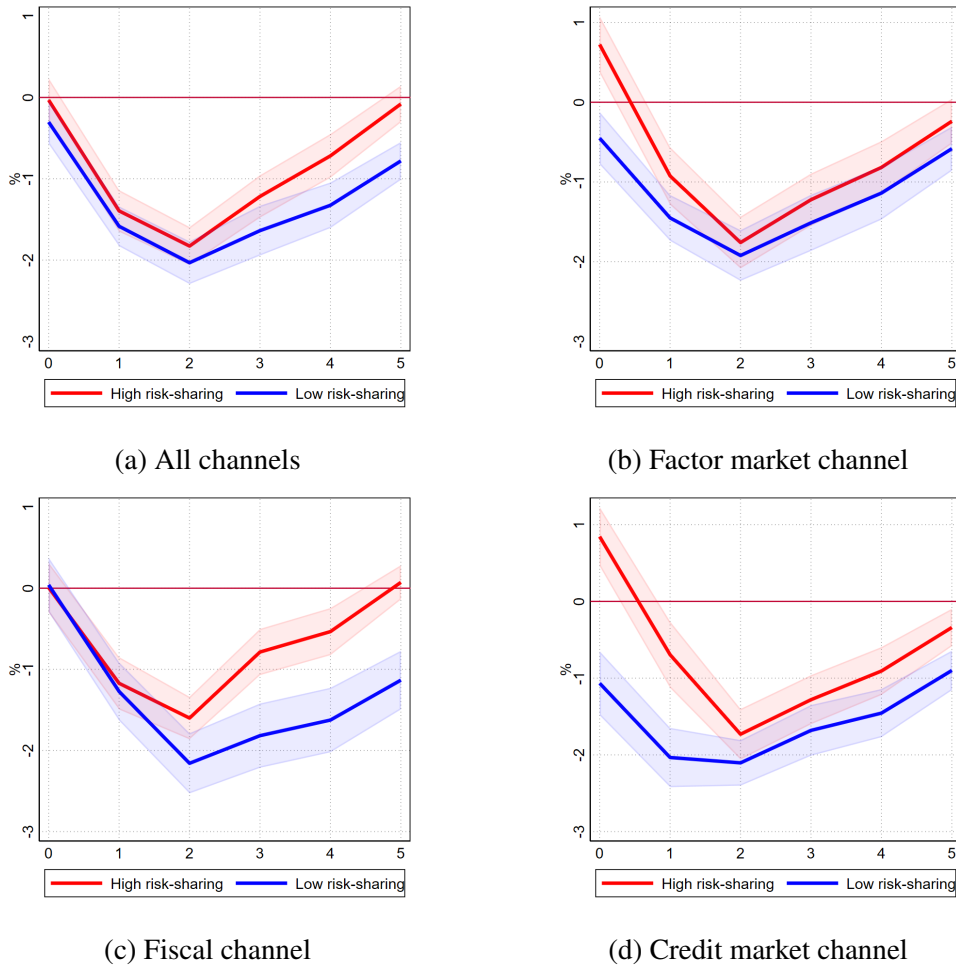 1
0
%
-1
-2
-3
0 1 2 3 4 5
High risk-sharing Low risk-sharing
(a) All channels
1
0
%
-1
-2
-3
0 1 2 3 4 5
High risk-sharing Low risk-sharing
(b) Factor market channel
1
0
%
-1
-2
-3
0 1 2 3 4 5
High risk-sharing Low risk-sharing
(c) Fiscal channel
1
0
%
-1
-2
-3
0 1 2 3 4 5
High risk-sharing Low risk-sharing
(d) Credit market channel